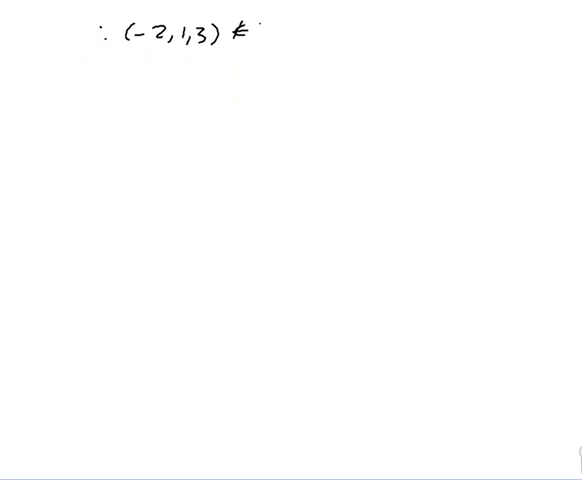 : (-2,1,3) ∉